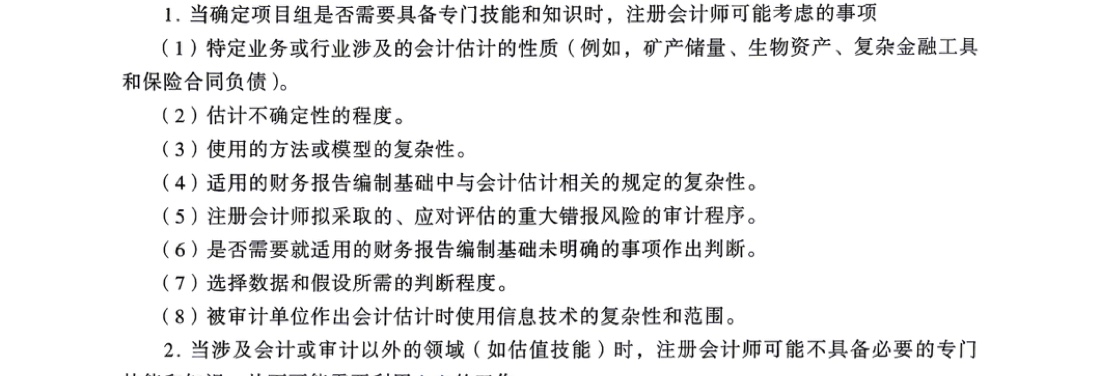 1. 当确定项目组是否需要具备专门技能和知识时，注册会计师可能考虑的事项
（1）特定业务或行业涉及的会计估计的性质（例如，矿产储量、生物资产、复杂金融工具
和保险合同负债）。
（2）估计不确定性的程度。
（3）使用的方法或模型的复杂性。
（4）适用的财务报告编制基础中与会计估计相关的规定的复杂性。
（5）注册会计师拟采取的、应对评估的重大错报风险的审计程序。
（6）是否需要就适用的财务报告编制基础未明确的事项作出判断。
（7）选择数据和假设所需的判断程度。
（8）被审计单位作出会计估计时使用信息技术的复杂性和范围。
2. 当涉及会计或审计以外的领域（如估值技能）时，注册会计师可能不具备必要的专门